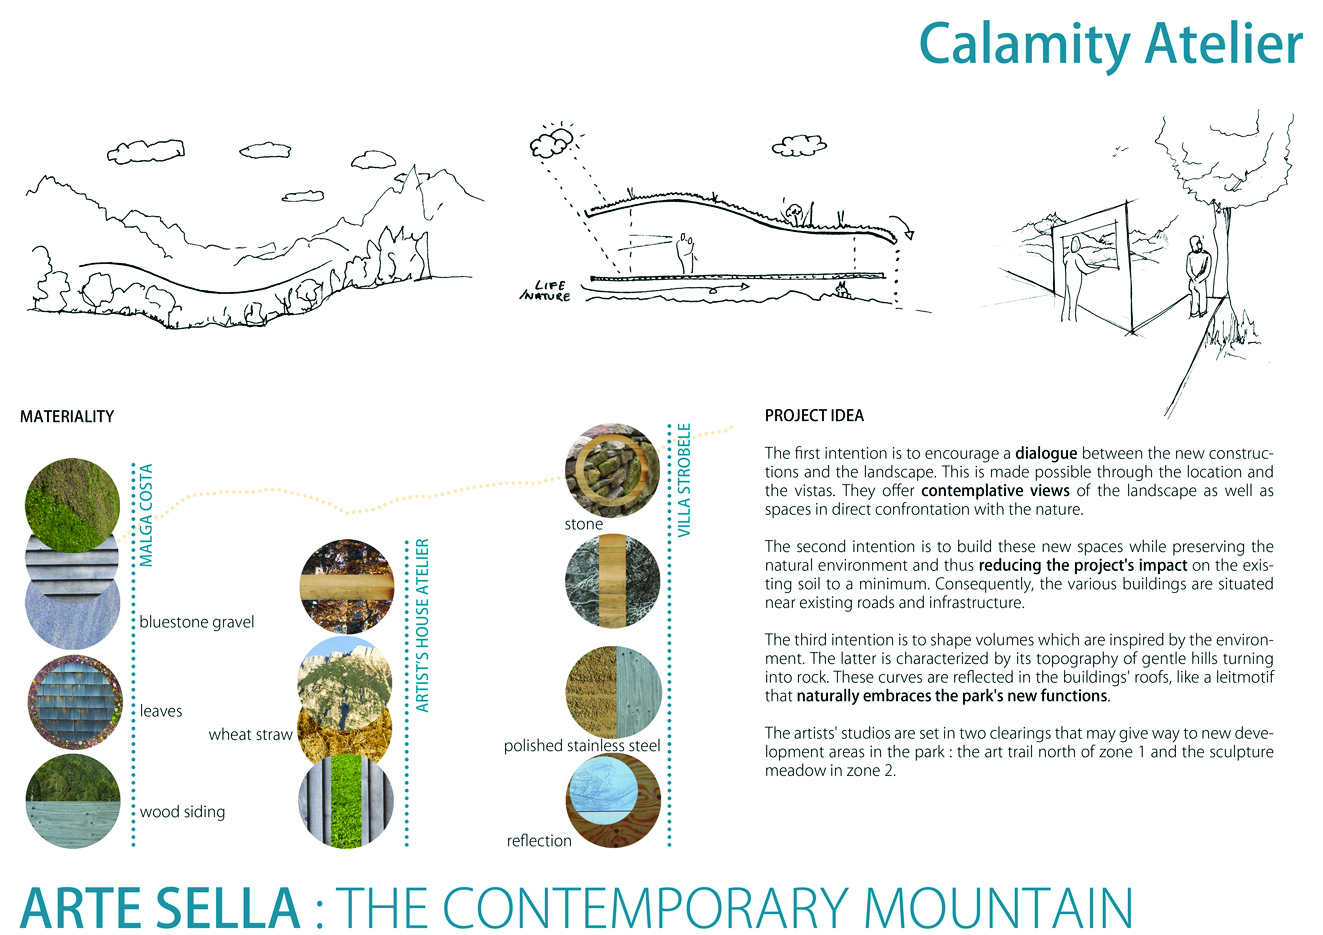 Calamity Atelier
LIFE
/NATURE
MATERIALITY
MALGA COSTA
bluestone gravel
leaves
wood siding
ARTIST'S HOUSE ATELIER
wheat straw
VILLA STROBELE
stone
polished stainless steel
reflection
PROJECT IDEA
The first intention is to encourage a dialogue between the new construc-
tions and the landscape. This is made possible through the location and
the vistas. They offer contemplative views of the landscape as well as
spaces in direct confrontation with the nature.
The second intention is to build these new spaces while preserving the
natural environment and thus reducing the project's impact on the exis-
ting soil to a minimum. Consequently, the various buildings are situated
near existing roads and infrastructure.
The third intention is to shape volumes which are inspired by the environ-
ment. The latter is characterized by its topography of gentle hills turning
into rock. These curves are reflected in the buildings' roofs, like a leitmotif
that naturally embraces the park's new functions.
The artists' studios are set in two clearings that may give way to new deve-
lopment areas in the park : the art trail north of zone 1 and the sculpture
meadow in zone 2.
ARTE SELLA : THE CONTEMPORARY MOUNTAIN